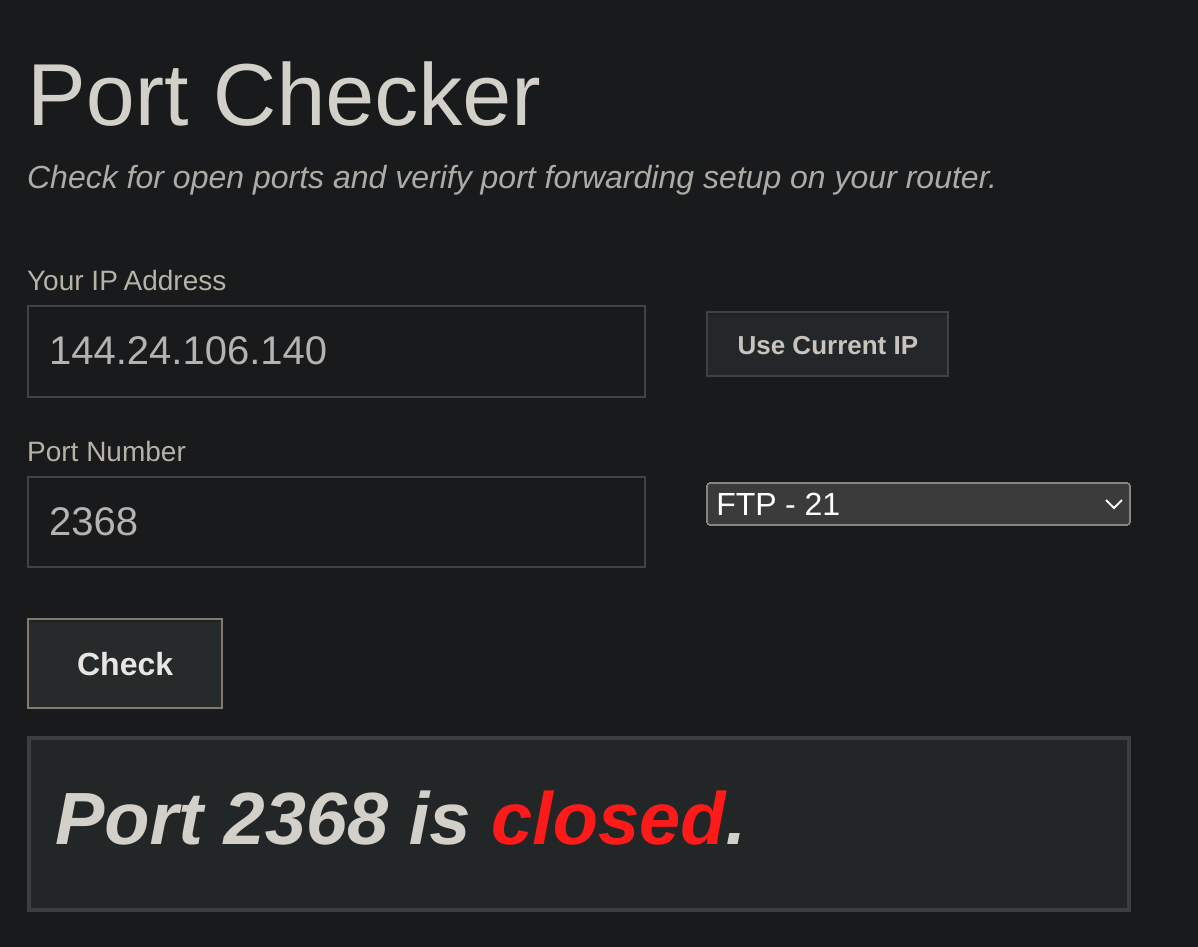 Port Checker
Check for open ports and verify port forwarding setup on your router.
Your IP Address
144.24.106.140
Use Current IP
Port Number
2368
FTP - 21
Check
Port 2368 is closed.